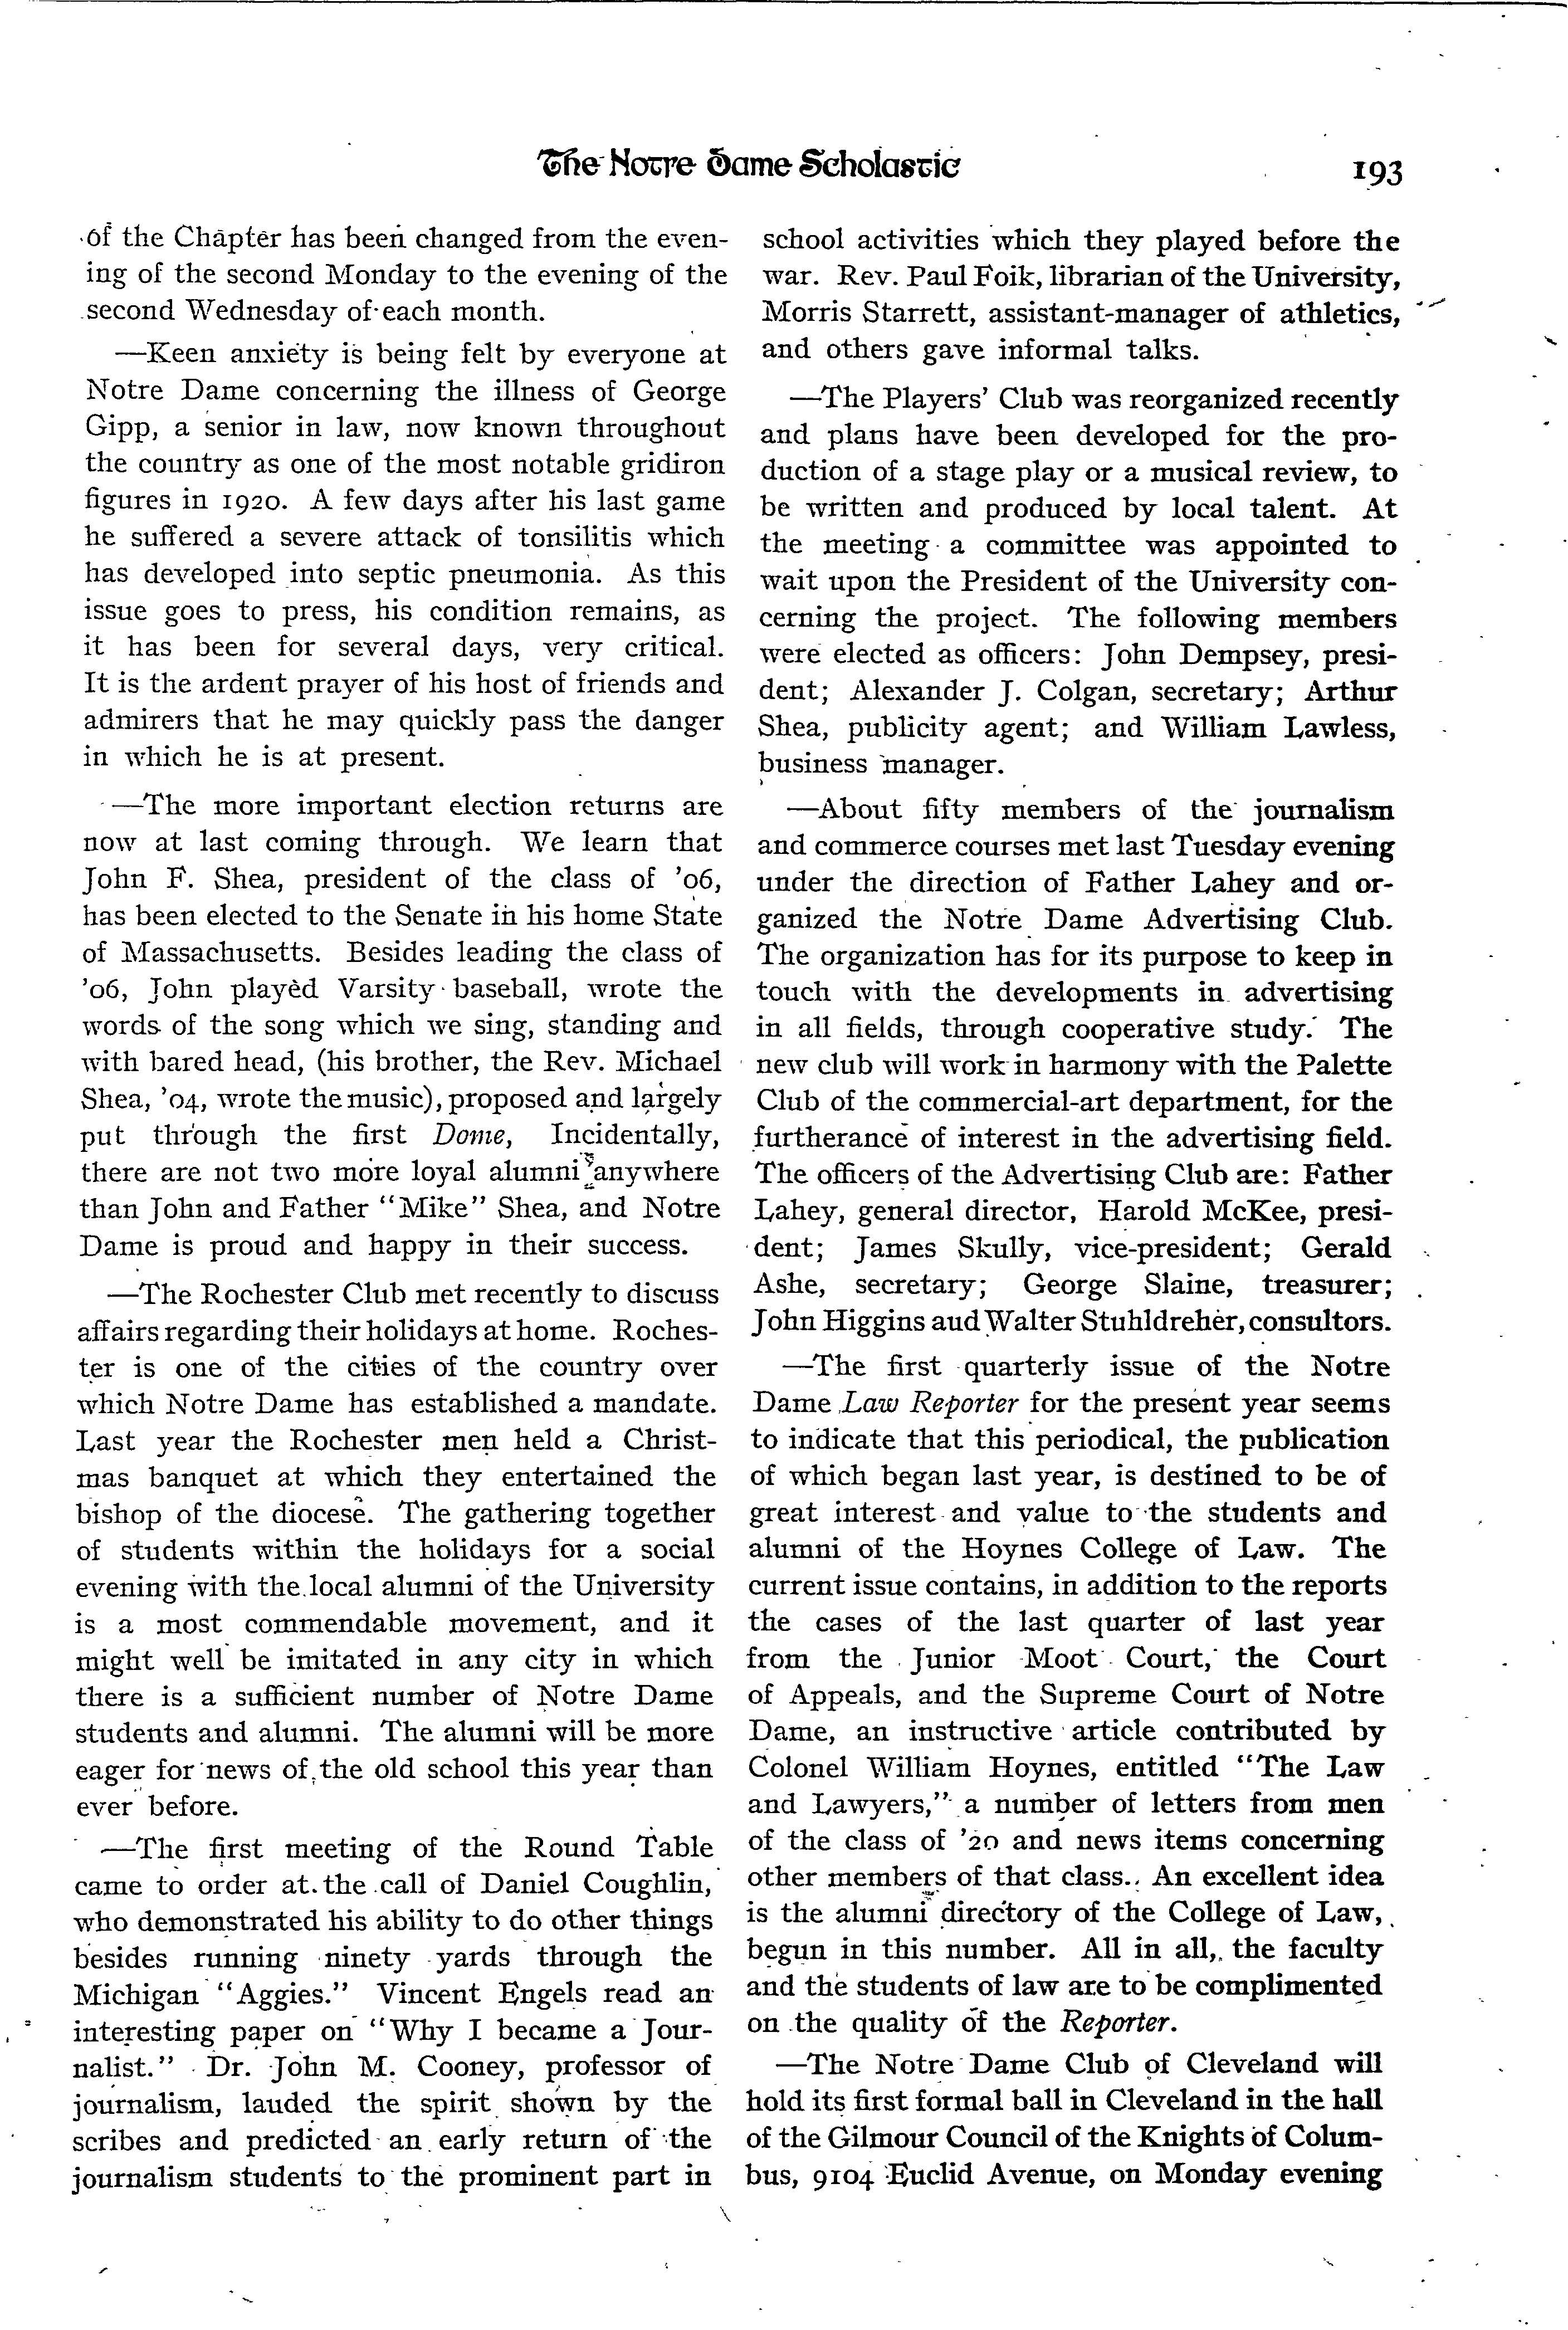 The Notre Dame Scholastic
193
of the Chapter has been changed from the even-
ing of the second Monday to the evening of the
second Wednesday of each month.
—Keen anxiety is being felt by everyone at
Notre Dame concerning the illness of George
Gipp, a senior in law, now known throughout
the country as one of the most notable gridiron
figures in 1920. A few days after his last game
he suffered a severe attack of tonsilitis which
has developed into septic pneumonia. As this
issue goes to press, his condition remains, as
it has been for several days, very critical.
It is the ardent prayer of his host of friends and
admirers that he may quickly pass the danger
in which he is at present.
—The more important election returns are
now at last coming through. We learn that
John F. Shea, president of the class of '06,
has been elected to the Senate in his home State
of Massachusetts. Besides leading the class of
'06, John played Varsity baseball, wrote the
words of the song which we sing, standing and
with bared head, (his brother, the Rev. Michael
Shea, '04, wrote the music), proposed and largely
put through the first Dome, Incidentally,
there are not two more loyal alumni anywhere
than John and Father "Mike" Shea, and Notre
Dame is proud and happy in their success.
—The Rochester Club met recently to discuss
affairs regarding their holidays at home. Roches-
ter is one of the cities of the country over
which Notre Dame has established a mandate.
Last year the Rochester men held a Christ-
mas banquet at which they entertained the
bishop of the diocese. The gathering together
of students within the holidays for a social
evening with the local alumni of the University
is a most commendable movement, and it
might well be imitated in any city in which
there is a sufficient number of Notre Dame
students and alumni. The alumni will be more
eager for news of the old school this year than
ever before.
—The first meeting of the Round Table
came to order at the call of Daniel Coughlin,
who demonstrated his ability to do other things
besides running ninety yards through the
Michigan "Aggies." Vincent Engels read an
interesting paper on "Why I became a Jour-
nalist." Dr. John M. Cooney, professor of
journalism, lauded the spirit shown by the
scribes and predicted an early return of the
journalism students to the prominent part in
school activities which they played before the
war. Rev. Paul Foik, librarian of the University,
Morris Starrett, assistant-manager of athletics,
and others gave informal talks.
—The Players' Club was reorganized recently
and plans have been developed for the pro-
duction of a stage play or a musical review, to
be written and produced by local talent. At
the meeting a committee was appointed to
wait upon the President of the University con-
cerning the project. The following members
were elected as officers: John Dempsey, presi-
dent; Alexander J. Colgan, secretary; Arthur
Shea, publicity agent; and William Lawless,
business manager.
—About fifty members of the journalism
and commerce courses met last Tuesday evening
under the direction of Father Lahey and or-
ganized the Notre Dame Advertising Club.
The organization has for its purpose to keep in
touch with the developments in advertising
in all fields, through cooperative study. The
new club will work in harmony with the Palette
Club of the commercial-art department, for the
furtherance of interest in the advertising field.
The officers of the Advertising Club are: Father
Lahey, general director, Harold McKee, presi-
dent; James Skully, vice-president; Gerald
Ashe, secretary; George Slaine, treasurer;
John Higgins aud Walter Stuhldreher, consultors.
—The first quarterly issue of the Notre
Dame Law Reporter for the present year seems
to indicate that this periodical, the publication
of which began last year, is destined to be of
great interest and value to the students and
alumni of the Hoynes College of Law. The
current issue contains, in addition to the reports
the cases of the last quarter of last year
from the Junior Moot Court, the Court
of Appeals, and the Supreme Court of Notre
Dame, an instructive article contributed by
Colonel William Hoynes, entitled "The Law
and Lawyers," a number of letters from men
of the class of '20 and news items concerning
other members of that class. An excellent idea
is the alumni directory of the College of Law,
begun in this number. All in all, the faculty
and the students of law are to be complimented
on the quality of the Reporter.
—The Notre Dame Club of Cleveland will
hold its first formal ball in Cleveland in the hall
of the Gilmour Council of the Knights of Colum-
bus, 9104 Euclid Avenue, on Monday evening